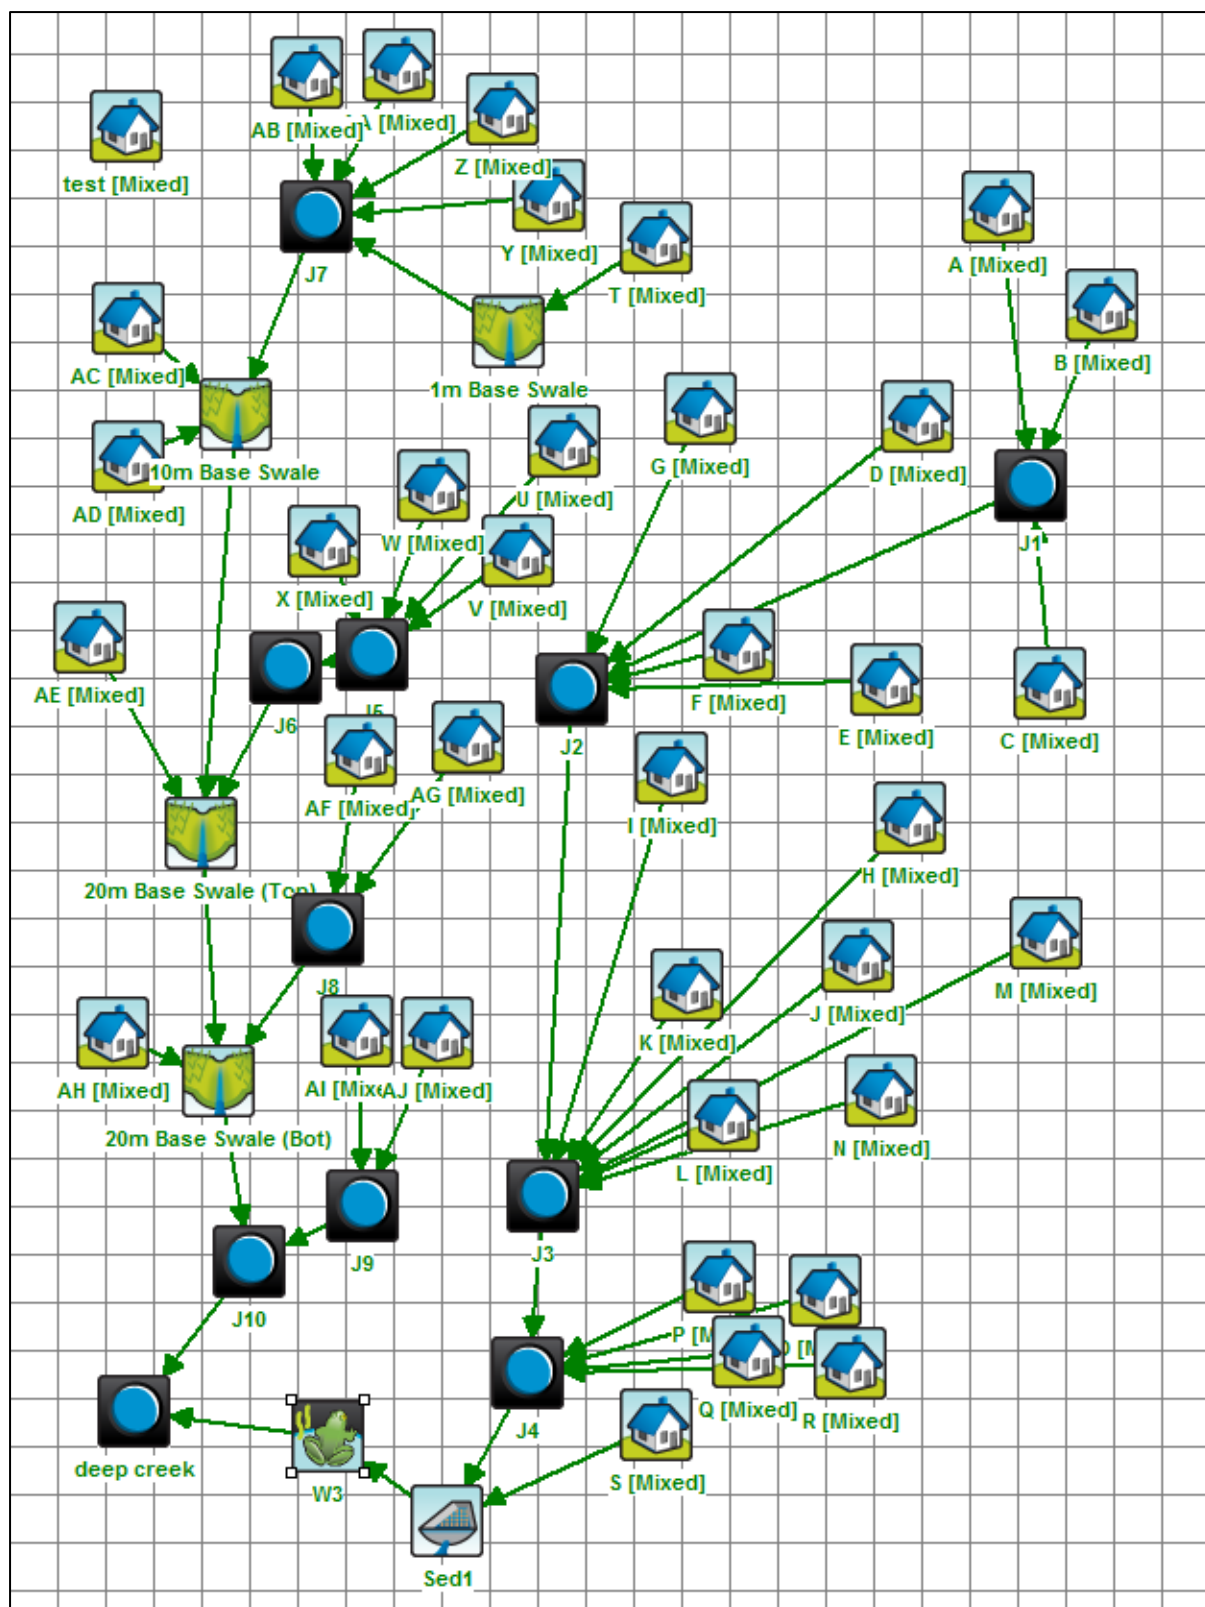 AB [Mixed]
A [Mixed]
Z [Mixed]
test [Mixed]
Y [Mixed]
A [Mixed]
J7
T [Mixed]
B [Mixed]
AC [Mixed]
1m Base Swale
G [Mixed]
D [Mixed]
10m Base Swale
U [Mixed]
AD [Mixed]
W [Mixed]
J1
X [Mixed]
V [Mixed]
AE [Mixed]
F [Mixed]
J5
J6
E [Mixed]
C [Mixed]
J2
AG [Mixed]
AF [Mixed]
I [Mixed]
H [Mixed]
20m Base Swale (Top)
J8
M [Mixed]
J [Mixed]
K [Mixed]
AH [Mixed]
AI [Mixe
AJ [Mixed]
20m Base Swale (Bot)
N [Mixed]
L [Mixed]
J3
J9
J10
P [M
[M
Q [Mixed]
R [Mixed]
J4
deep creek
S [Mixed]
W3
Sed1